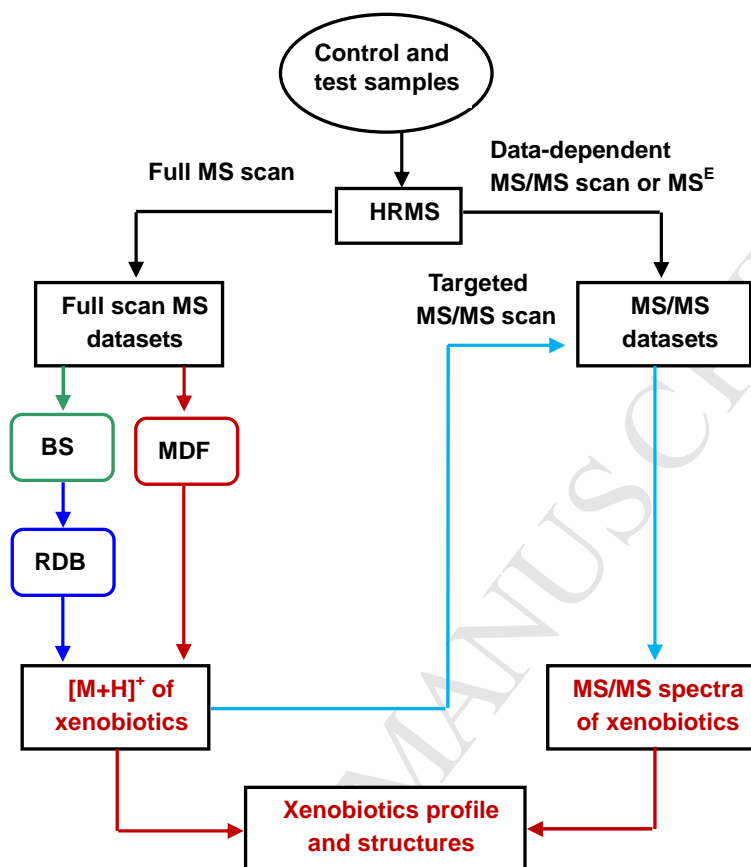 Control and
test samples
Full MS scan
Data-dependent
MS/MS scan or MS^E
HRMS
Full scan MS
datasets
Targeted
MS/MS scan
MS/MS
datasets
BS
MDF
RDB
[M+H]⁺ of
xenobiotics
MS/MS spectra
of xenobiotics
Xenobiotics profile
and structures
MANUSC